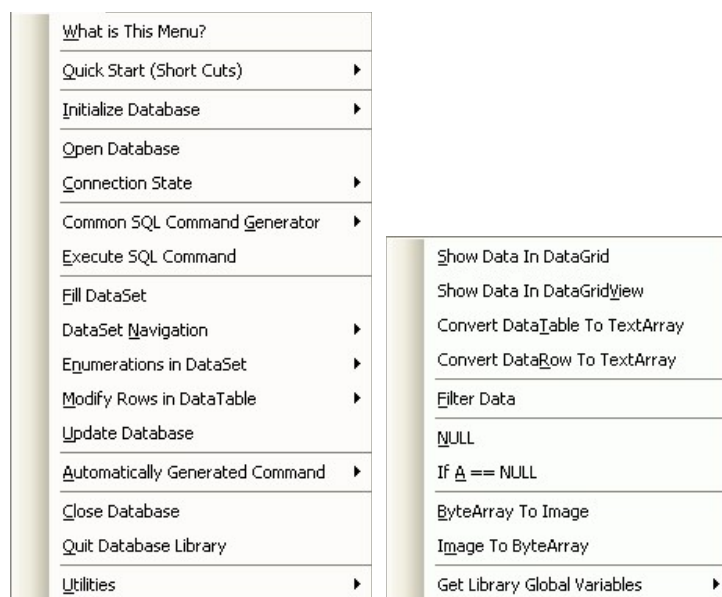 What is This Menu?
Quick Start (Short Cuts)
Initialize Database
Open Database
Connection State
Common SQL Command Generator
Execute SQL Command
Fill DataSet
DataSet Navigation
Enumerations in DataSet
Modify Rows in DataTable
Update Database
Automatically Generated Command
Close Database
Quit Database Library
Utilities
Show Data In DataGrid
Show Data In DataGridView
Convert DataTable To TextArray
Convert DataRow To TextArray
Filter Data
NULL
If A == NULL
ByteArray To Image
Image To ByteArray
Get Library Global Variables